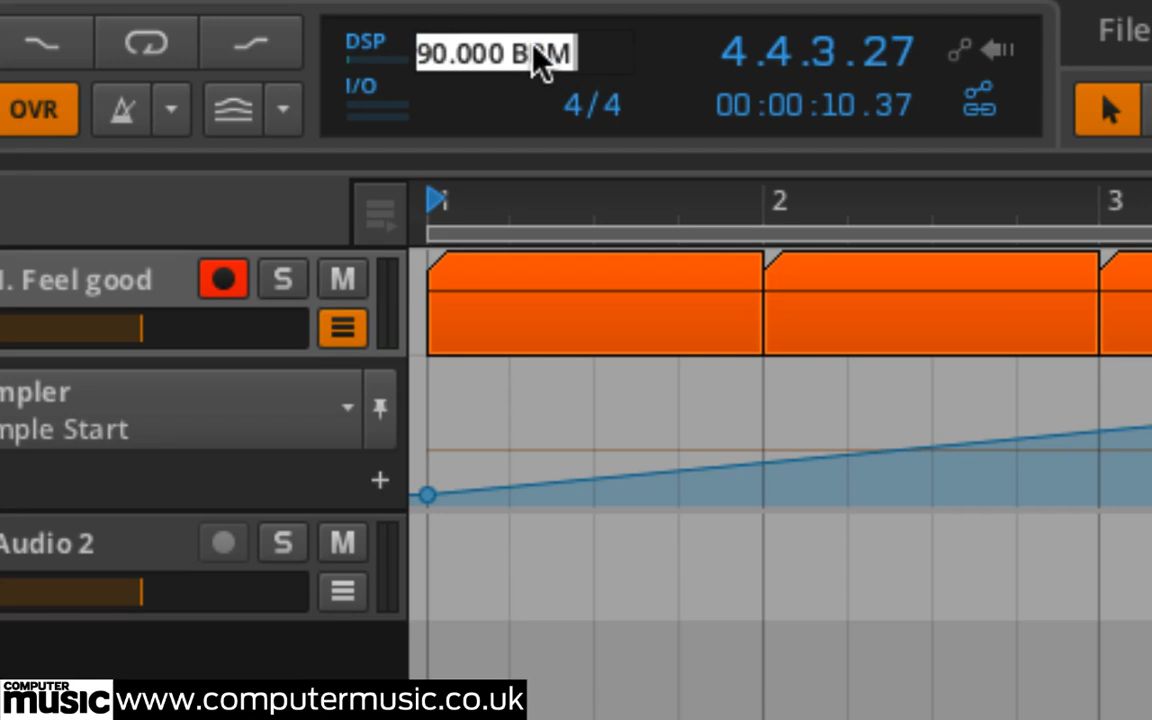 File
DSP
90.000 BPM
4.4.3.27
I/O
4/4
00:00:10.37
OVR
1
2
3
. Feel good
S
M
mpler
mple Start
+
Audio 2
S
M
COMPUTER
music
www.computermusic.co.uk